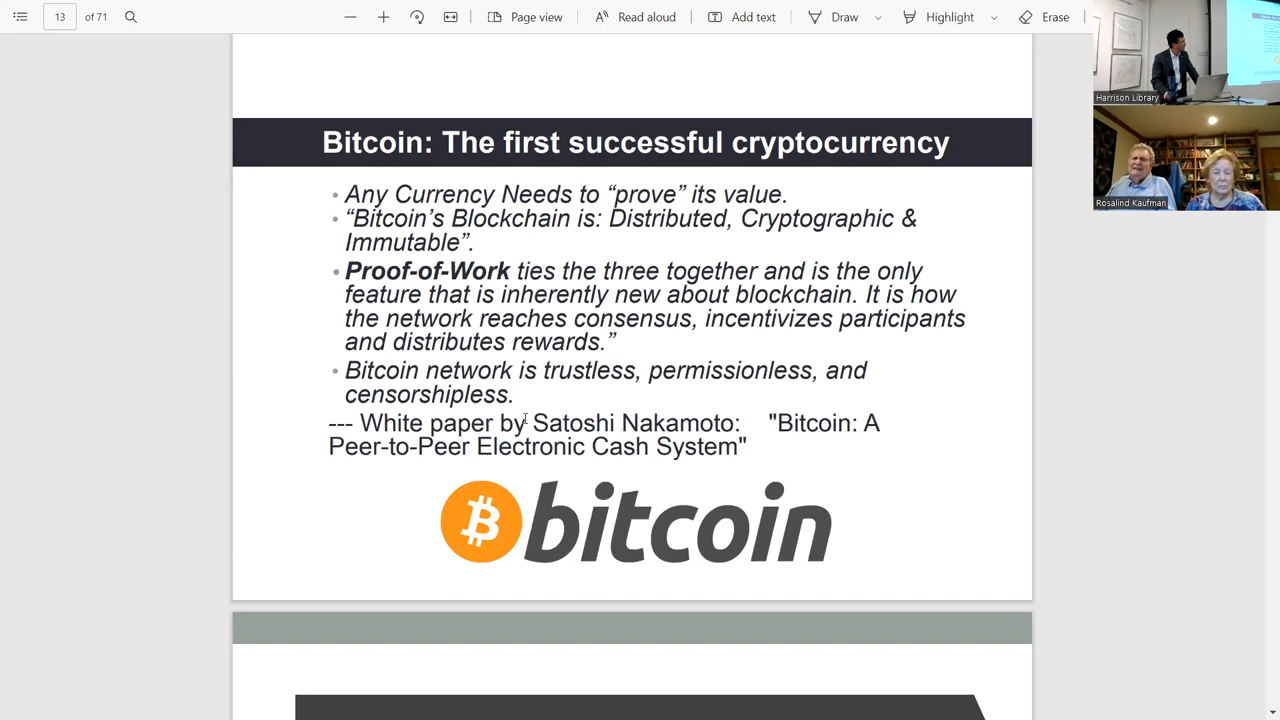 13 of 71
Page view
Read aloud
Add text
Draw
Highlight
Erase
Harrison Library
Rosalind Kaufman
Bitcoin: The first successful cryptocurrency
• Any Currency Needs to “prove” its value.
• “Bitcoin’s Blockchain is: Distributed, Cryptographic &
Immutable”.
• Proof-of-Work ties the three together and is the only
feature that is inherently new about blockchain. It is how
the network reaches consensus, incentivizes participants
and distributes rewards.”
• Bitcoin network is trustless, permissionless, and
censorshipless.
--- White paper by Satoshi Nakamoto: "Bitcoin: A
Peer-to-Peer Electronic Cash System"
bitcoin